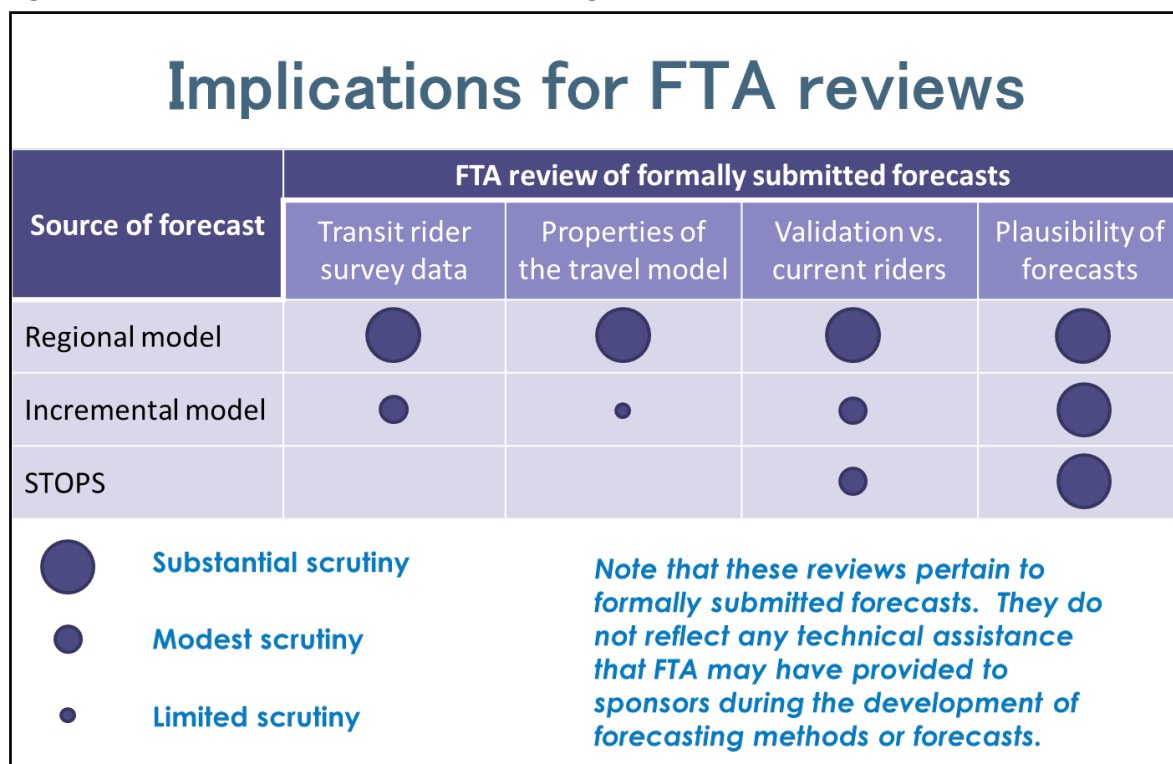 Implications for FTA reviews
Source of forecast
FTA review of formally submitted forecasts
Transit rider
survey data
Properties of
the travel model
Validation vs.
current riders
Plausibility of
forecasts
Regional model
Incremental model
STOPS
Substantial scrutiny
Modest scrutiny
Limited scrutiny
Note that these reviews pertain to
formally submitted forecasts. They do
not reflect any technical assistance
that FTA may have provided to
sponsors during the development of
forecasting methods or forecasts.